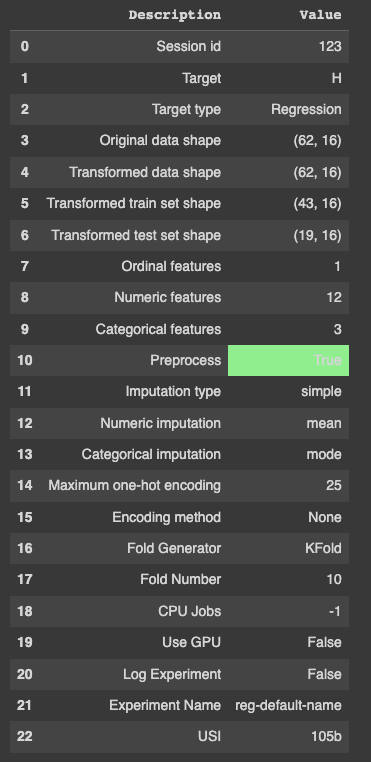 Description Value
0 Session id 123
1 Target H
2 Target type Regression
3 Original data shape (62, 16)
4 Transformed data shape (62, 16)
5 Transformed train set shape (43, 16)
6 Transformed test set shape (19, 16)
7 Ordinal features 1
8 Numeric features 12
9 Categorical features 3
10 Preprocess True
11 Imputation type simple
12 Numeric imputation mean
13 Categorical imputation mode
14 Maximum one-hot encoding 25
15 Encoding method None
16 Fold Generator KFold
17 Fold Number 10
18 CPU Jobs -1
19 Use GPU False
20 Log Experiment False
21 Experiment Name reg-default-name
22 USI 105b